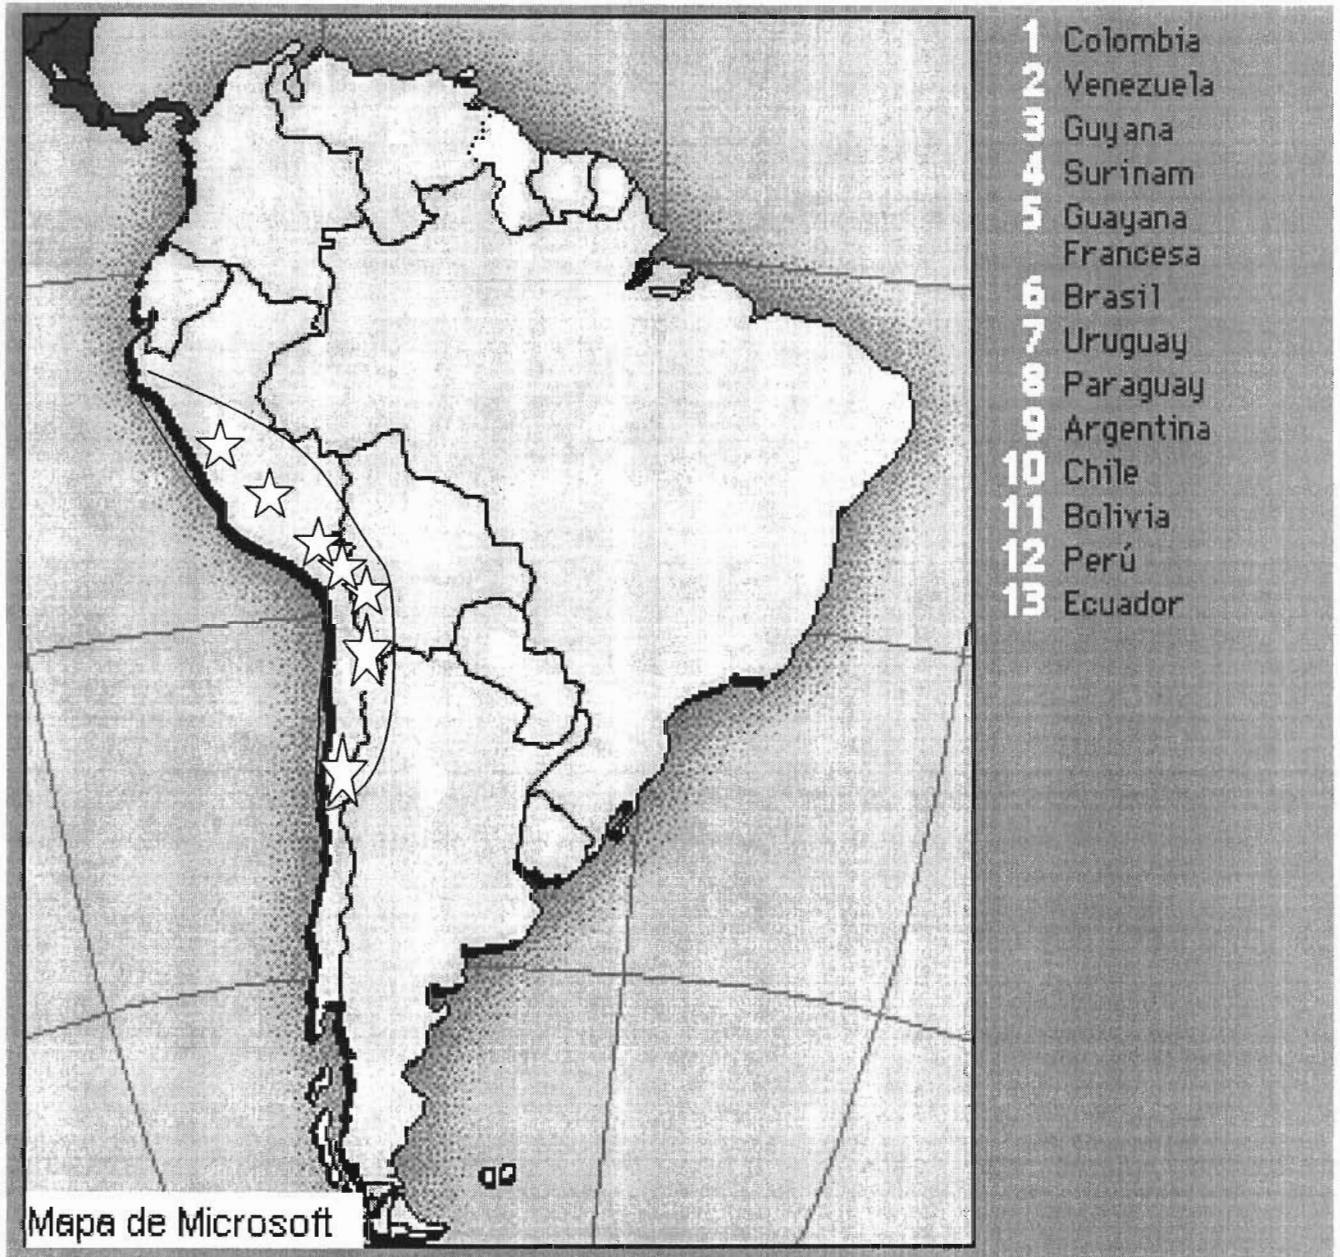 1 Colombia
2 Venezuela
3 Guyana
4 Surinam
5 Guayana
Francesa
6 Brasil
7 Uruguay
8 Paraguay
9 Argentina
10 Chile
11 Bolivia
12 Perú
13 Ecuador
Mapa de Microsoft